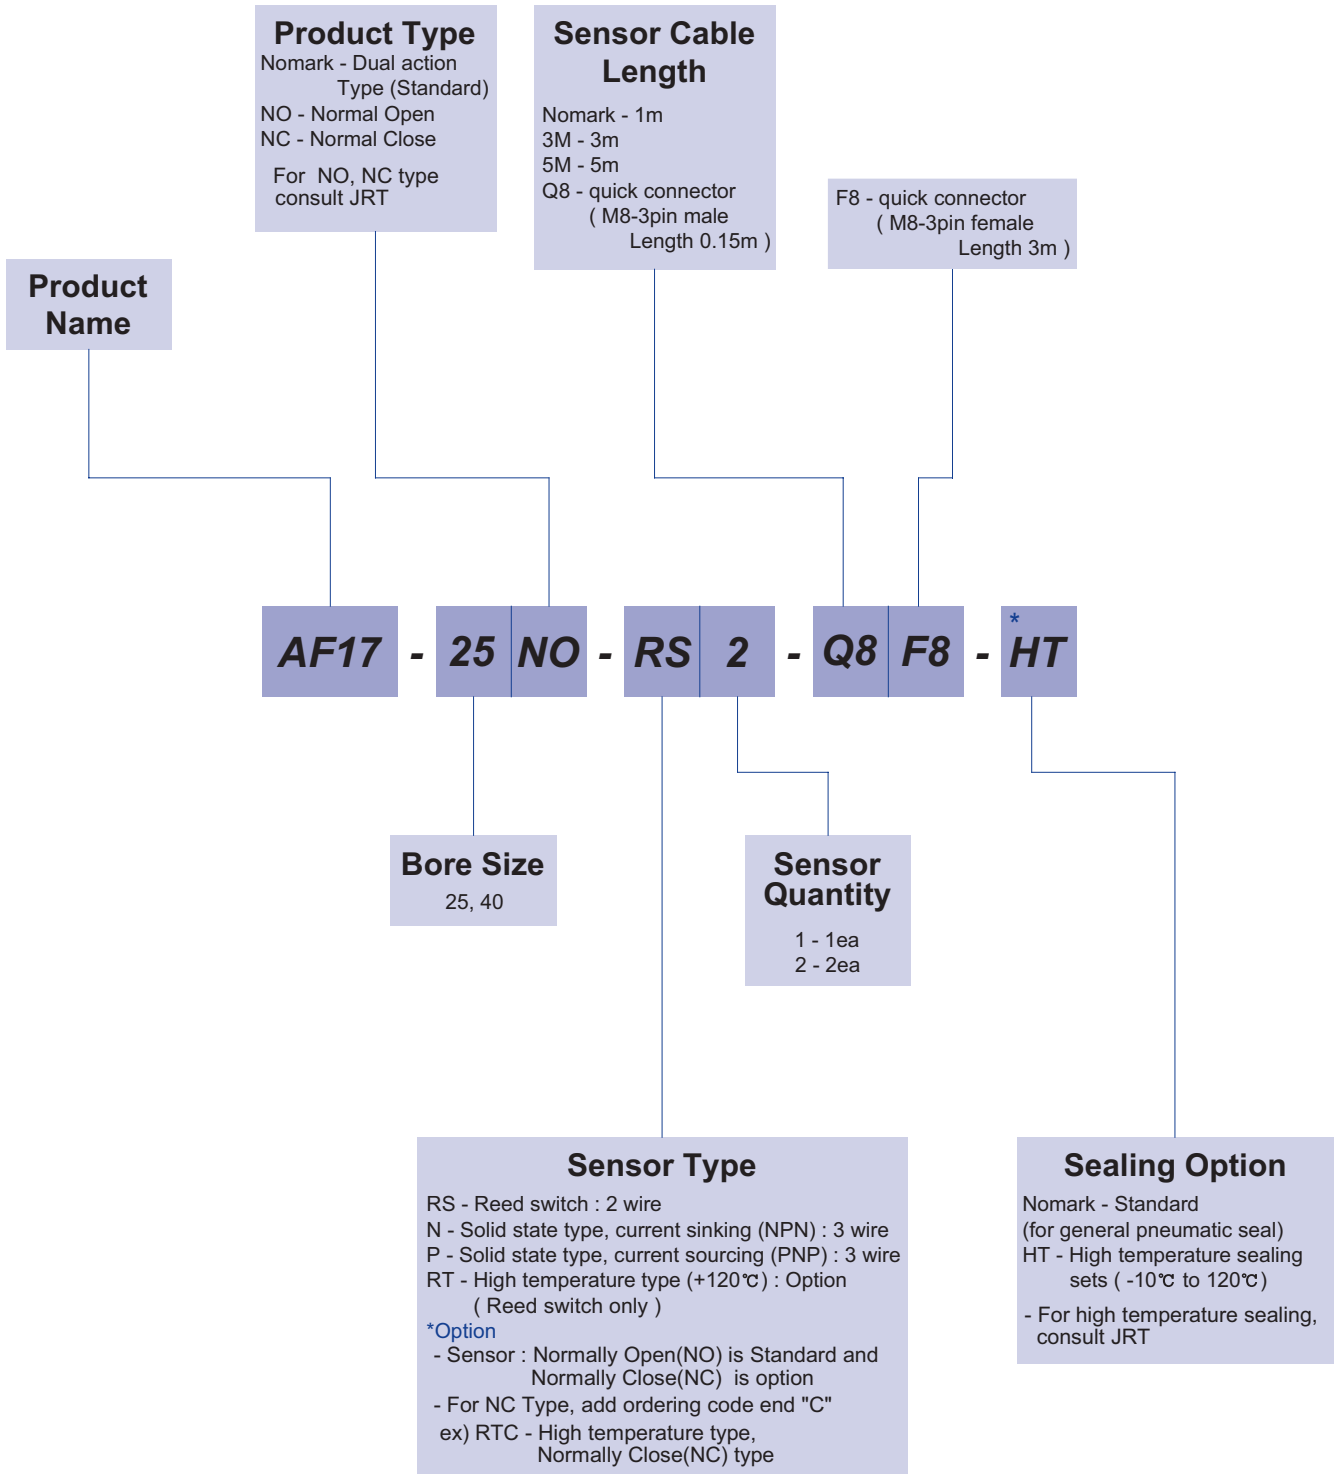 Product Type
Nomark - Dual action
Type (Standard)
NO - Normal Open
NC - Normal Close
For NO, NC type
consult JRT
Sensor Cable
Length
Nomark - 1m
3M - 3m
5M - 5m
Q8 - quick connector
( M8-3pin male
Length 0.15m )
F8 - quick connector
( M8-3pin female
Length 3m )
Product
Name
AF17 - 25 NO - RS 2 - Q8 F8 - *HT
Bore Size
25, 40
Sensor
Quantity
1 - 1ea
2 - 2ea
Sensor Type
RS - Reed switch : 2 wire
N - Solid state type, current sinking (NPN) : 3 wire
P - Solid state type, current sourcing (PNP) : 3 wire
RT - High temperature type (+120℃) : Option
( Reed switch only )
*Option
- Sensor : Normally Open(NO) is Standard and
Normally Close(NC) is option
- For NC Type, add ordering code end "C"
ex) RTC - High temperature type,
Normally Close(NC) type
Sealing Option
Nomark - Standard
(for general pneumatic seal)
HT - High temperature sealing
sets ( -10℃ to 120℃)
- For high temperature sealing,
consult JRT